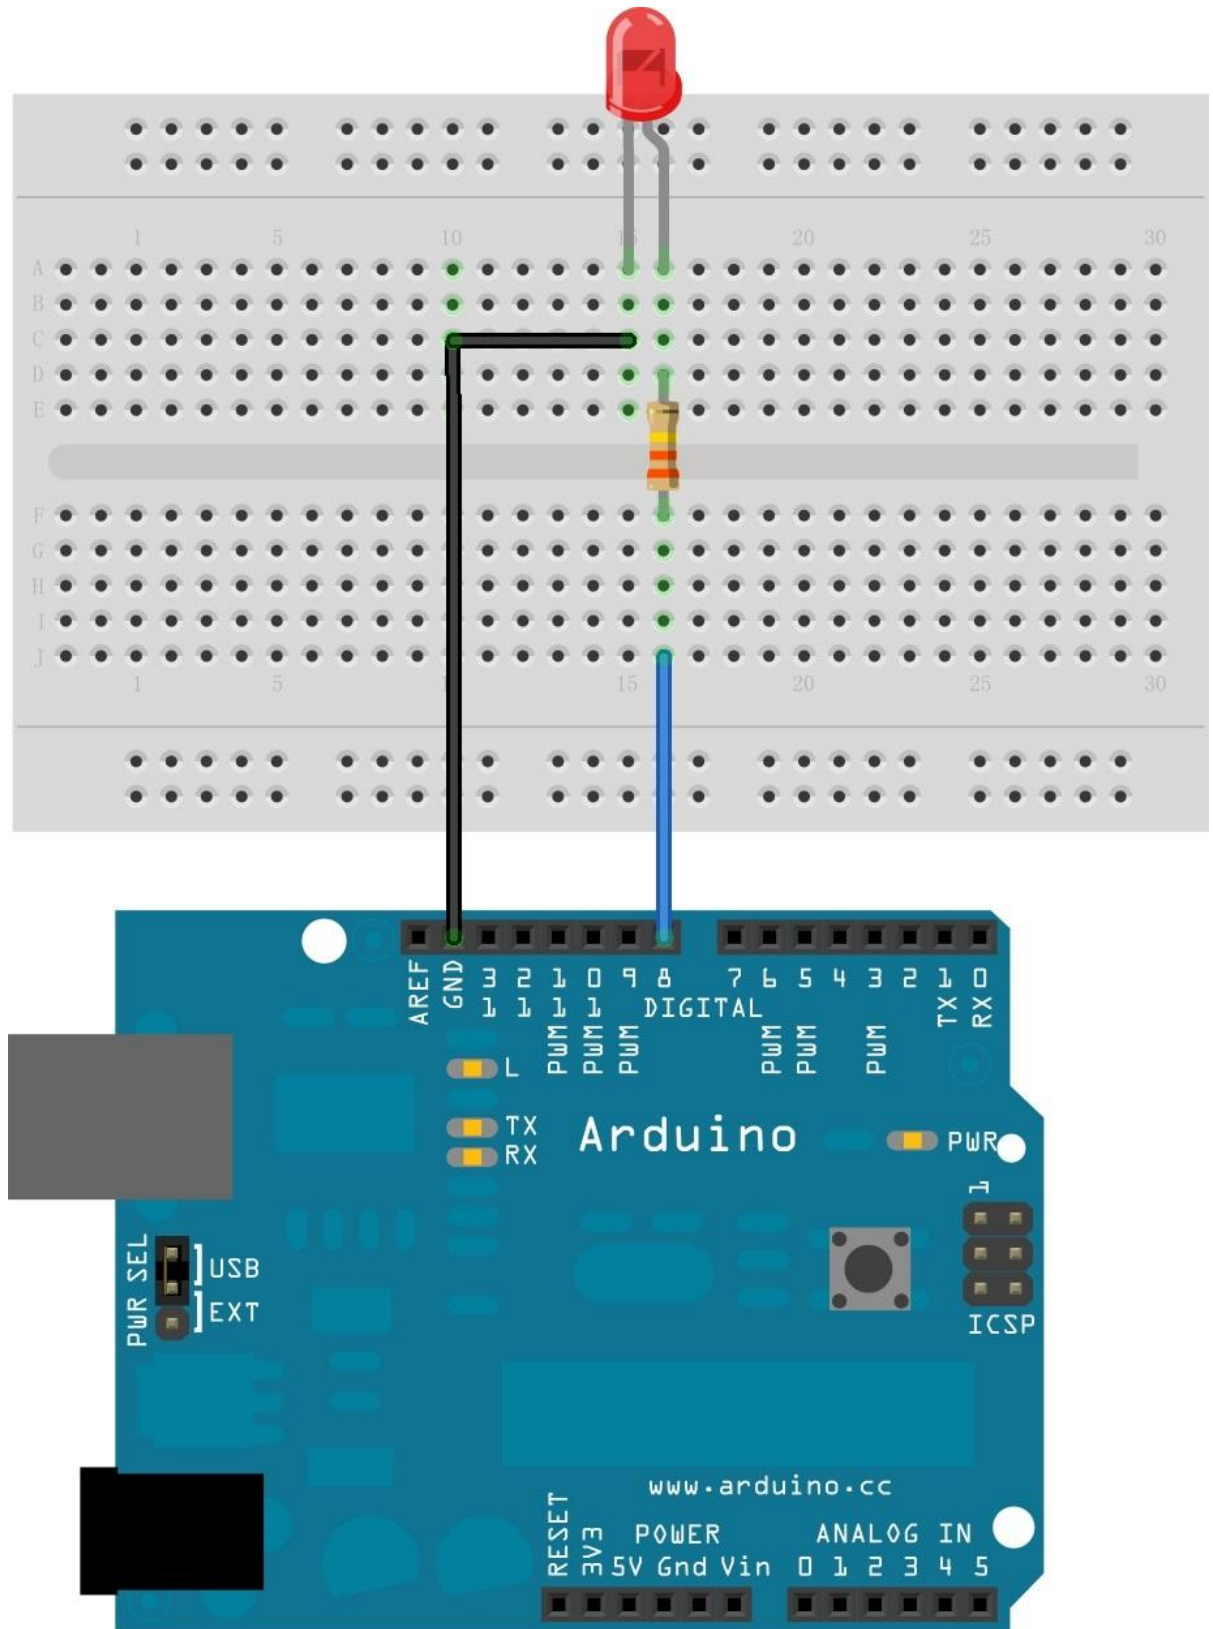 1 5 10 15 20 25 30
A
B
C
D
E
F
G
H
I
J
1 5 15 20 25 30
AREF
GND
13
12
11
10
9
8
7
6
5
4
3
2
1
0
DIGITAL
TX
RX
PWM
PWM
PWM
PWM
PWM
PWM
L
TX
RX
Arduino
PWR
1
ICSP
PWR SEL
USB
EXT
www.arduino.cc
RESET
3V3
POWER
5V Gnd Vin
ANALOG IN
0 1 2 3 4 5